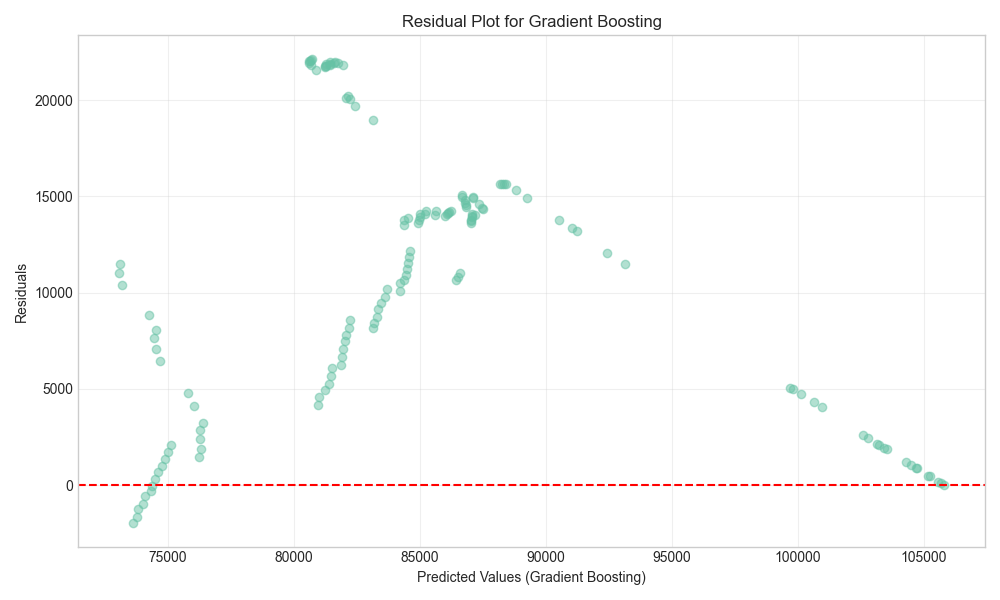 Residual Plot for Gradient Boosting
Residuals
20000
15000
10000
5000
0
75000 80000 85000 90000 95000 100000 105000
Predicted Values (Gradient Boosting)